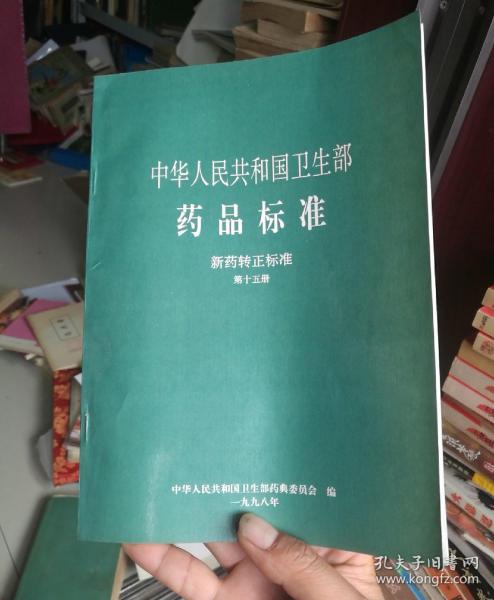 中华人民共和国卫生部
药品标准
新药转正标准
第十五册
中华人民共和国卫生部药典委员会 编
一九九八年
孔夫子旧书网
www.kongfz.com